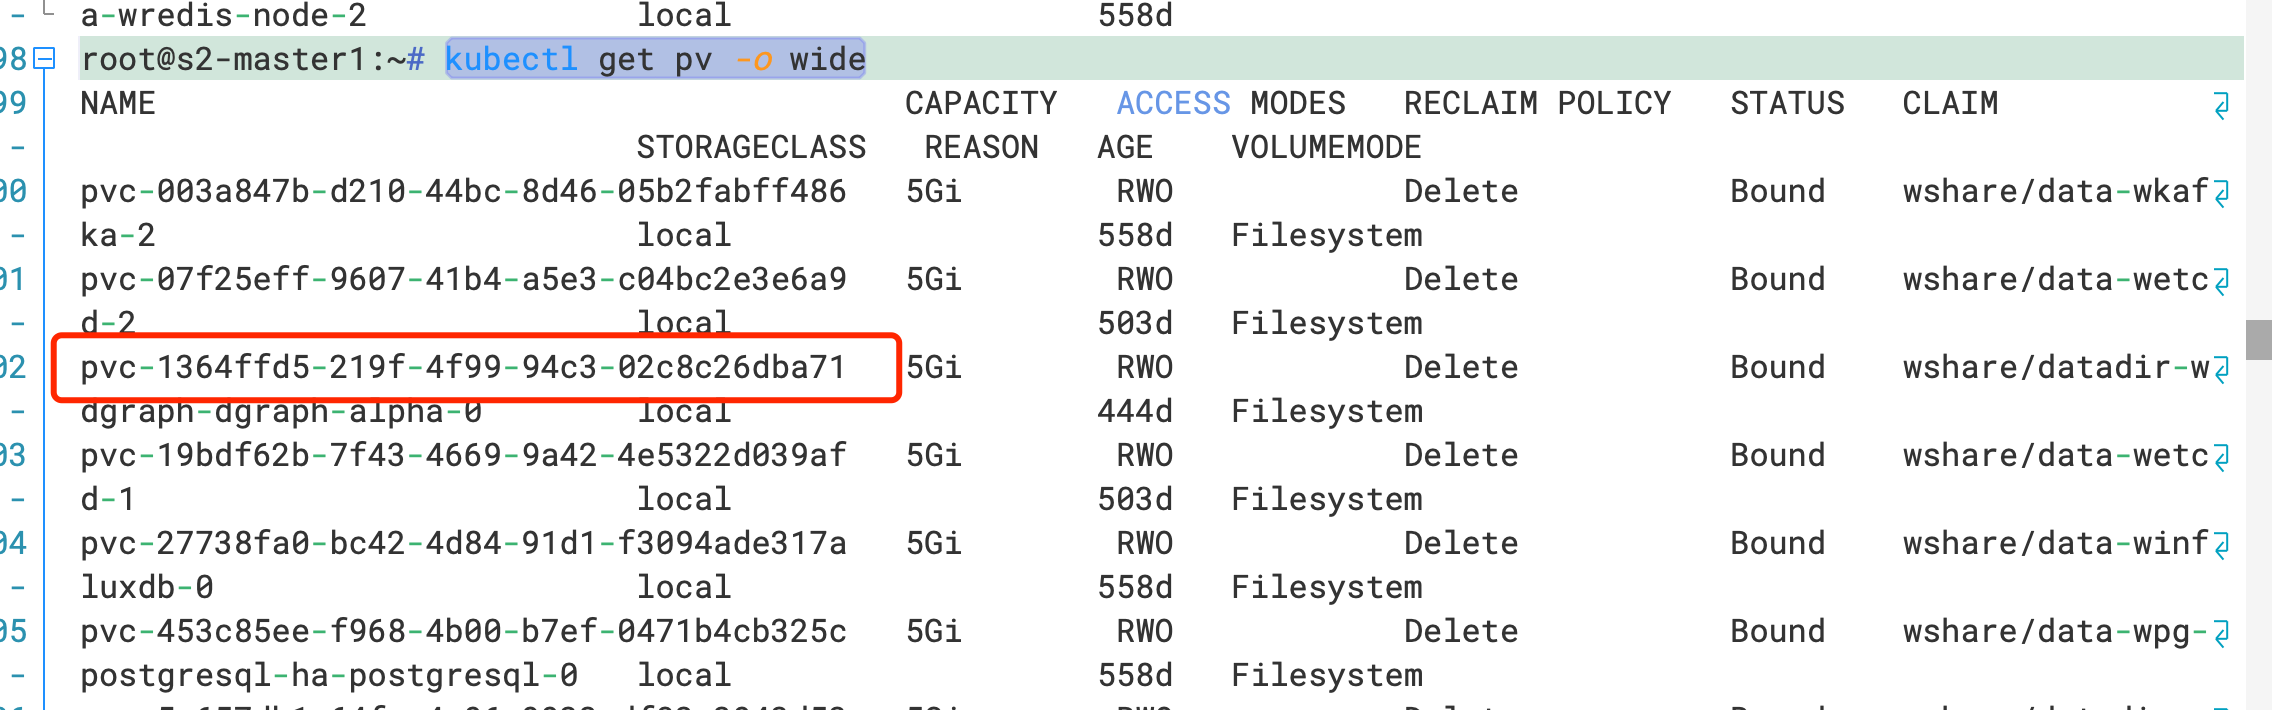 - a-wredis-node-2 local 558d
98 root@s2-master1:~# kubectl get pv -o wide
99 NAME CAPACITY ACCESS MODES RECLAIM POLICY STATUS CLAIM
- STORAGECLASS REASON AGE VOLUMEMODE
00 pvc-003a847b-d210-44bc-8d46-05b2fabff486 5Gi RWO Delete Bound wshare/data-wkaf
- ka-2 local 558d Filesystem
01 pvc-07f25eff-9607-41b4-a5e3-c04bc2e3e6a9 5Gi RWO Delete Bound wshare/data-wetc
- d-2 local 503d Filesystem
02 pvc-1364ffd5-219f-4f99-94c3-02c8c26dba71 5Gi RWO Delete Bound wshare/datadir-w
- dgraph-dgraph-alpha-0 local 444d Filesystem
03 pvc-19bdf62b-7f43-4669-9a42-4e5322d039af 5Gi RWO Delete Bound wshare/data-wetc
- d-1 local 503d Filesystem
04 pvc-27738fa0-bc42-4d84-91d1-f3094ade317a 5Gi RWO Delete Bound wshare/data-winf
- luxdb-0 local 558d Filesystem
05 pvc-453c85ee-f968-4b00-b7ef-0471b4cb325c 5Gi RWO Delete Bound wshare/data-wpg-
- postgresql-ha-postgresql-0 local 558d Filesystem